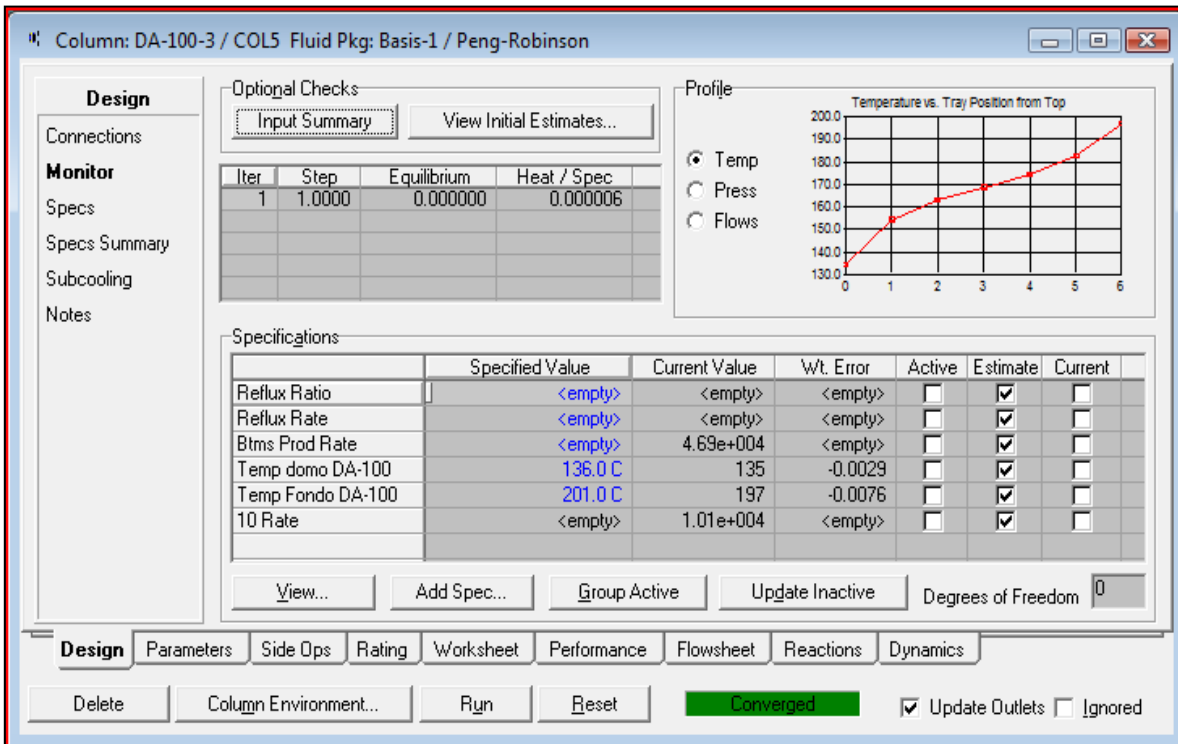 Column: DA-100-3 / COL5 Fluid Pkg: Basis-1 / Peng-Robinson
Design
Connections
Monitor
Specs
Specs Summary
Subcooling
Notes
Optional Checks
Input Summary View Initial Estimates...
Iter Step Equilibrium Heat / Spec
1 1.0000 0.000000 0.000006
Profile
Temp
Press
Flows
Temperature vs. Tray Position from Top
200.0
190.0
180.0
170.0
160.0
150.0
140.0
130.0
0 1 2 3 4 5 6
Specifications
Specified Value Current Value Wt. Error Active Estimate Current
Reflux Ratio <empty> <empty> <empty>
Reflux Rate <empty> <empty> <empty>
Btms Prod Rate <empty> 4.69e+004 <empty>
Temp domo DA-100 136.0 C 135 -0.0029
Temp Fondo DA-100 201.0 C 197 -0.0076
10 Rate <empty> 1.01e+004 <empty>
View... Add Spec... Group Active Update Inactive Degrees of Freedom 0
Design Parameters Side Ops Rating Worksheet Performance Flowsheet Reactions Dynamics
Delete Column Environment... Run Reset Converged Update Outlets Ignored